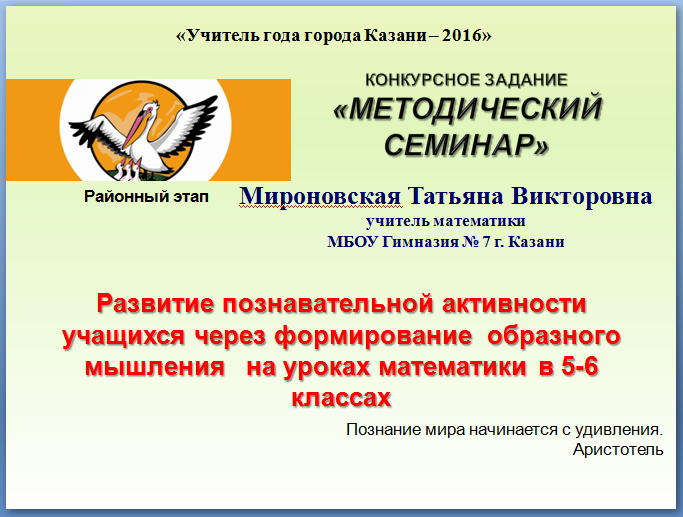 «Учитель года города Казани – 2016»
КОНКУРСНОЕ ЗАДАНИЕ
«МЕТОДИЧЕСКИЙ
СЕМИНАР»
Районный этап
Мироновская Татьяна Викторовна
учитель математики
МБОУ Гимназия № 7 г. Казани
Развитие познавательной активности
учащихся через формирование образного
мышления на уроках математики в 5-6
классах
Познание мира начинается с удивления.
Аристотель